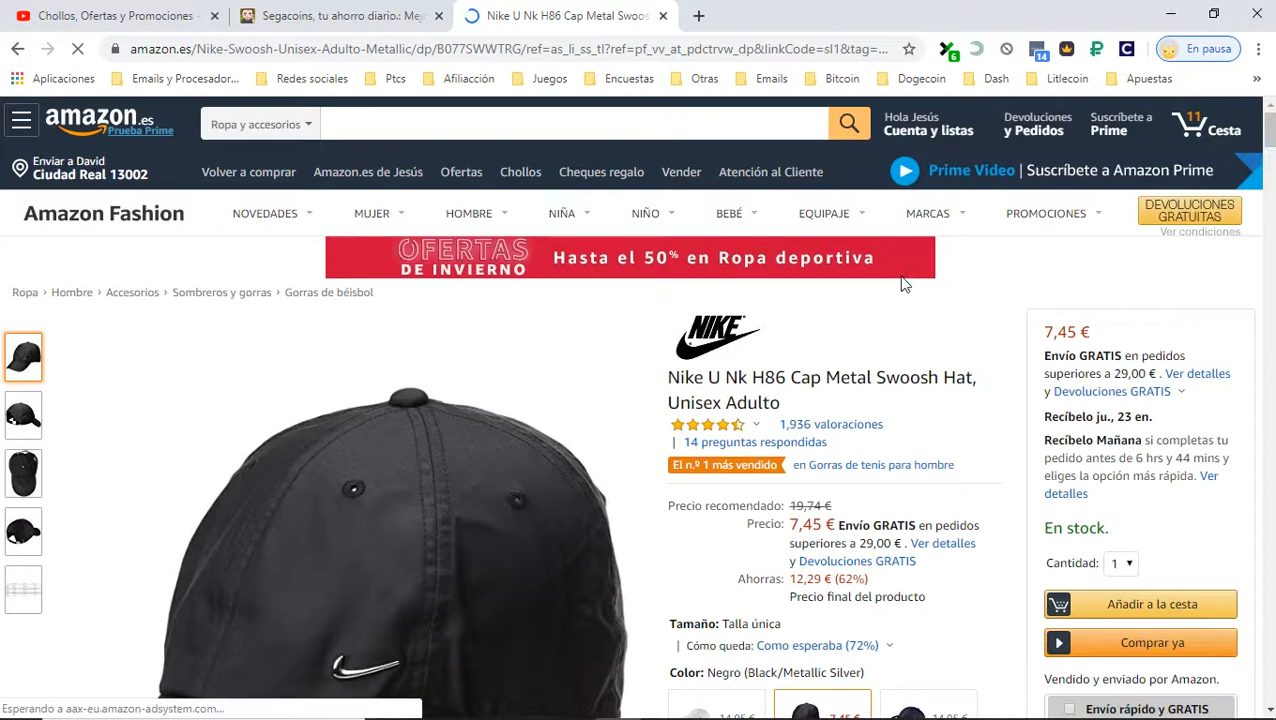 Chollos, Ofertas y Promociones -
Segacoins, tu ahorro diario.: Mej
Nike U Nk H86 Cap Metal Swoos
amazon.es/Nike-Swoosh-Unisex-Adulto-Metallic/dp/B077SWWTRG/ref=as_li_ss_tl?ref=pf_vv_at_pdctrvw_dp&linkCode=sl1&tag=...
6
14
En pausa
Aplicaciones
Emails y Procesador...
Redes sociales
Ptcs
Afiliacción
Juegos
Encuestas
Otras
Emails
Bitcoin
Dogecoin
Dash
Litlecoin
Apuestas
»
amazon.es
Prueba Prime
Ropa y accesorios
Hola Jesús
Cuenta y listas
Devoluciones
y Pedidos
Suscríbete a
Prime
11
Cesta
Enviar a David
Ciudad Real 13002
Volver a comprar
Amazon.es de Jesús
Ofertas
Chollos
Cheques regalo
Vender
Atención al Cliente
Prime Video | Suscríbete a Amazon Prime
Amazon Fashion
NOVEDADES
MUJER
HOMBRE
NIÑA
NIÑO
BEBÉ
EQUIPAJE
MARCAS
PROMOCIONES
DEVOLUCIONES
GRATUITAS
Ver condiciones
OFERTAS
DE INVIERNO
Hasta el 50% en Ropa deportiva
Ropa › Hombre › Accesorios › Sombreros y gorras › Gorras de béisbol
NIKE
Nike U Nk H86 Cap Metal Swoosh Hat,
Unisex Adulto
1,936 valoraciones
| 14 preguntas respondidas
El n.º 1 más vendido en Gorras de tenis para hombre
Precio recomendado: 19,74 €
Precio: 7,45 € Envío GRATIS en pedidos
superiores a 29,00 € . Ver detalles
y Devoluciones GRATIS
Ahorras: 12,29 € (62%)
Precio final del producto
Tamaño: Talla única
| Cómo queda: Como esperaba (72%)
Color: Negro (Black/Metallic Silver)
14,95 €
7,45 €
14,95 €
7,45 €
Envío GRATIS en pedidos
superiores a 29,00 € . Ver detalles
y Devoluciones GRATIS
Recíbelo ju., 23 en.
Recíbelo Mañana si completas tu
pedido antes de 6 hrs y 44 mins y
eliges la opción más rápida. Ver
detalles
En stock.
Cantidad: 1
Añadir a la cesta
Comprar ya
Vendido y enviado por Amazon.
Envío rápido y GRATIS
Esperando a aax-eu.amazon-adsystem.com...